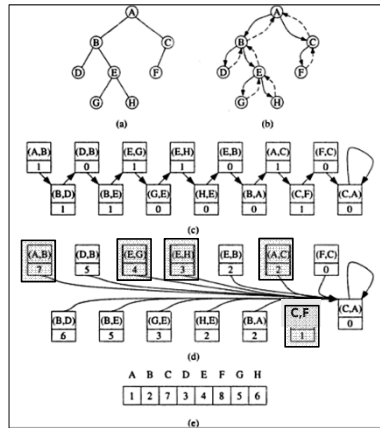 A
B C
D E F
G H
(a)
A
B C
D E F
G H
(b)
(A,B) (D,B) (E,G) (E,H) (E,B) (A,C) (F,C)
1 0 1 1 0 1 0
(B,D) (B,E) (G,E) (H,E) (B,A) (C,F) (C,A)
1 1 0 0 0 1 0
(c)
(A,B) (D,B) (E,G) (E,H) (E,B) (A,C) (F,C)
7 5 4 3 2 2 0
(B,D) (B,E) (G,E) (H,E) (B,A) C,F (C,A)
6 5 3 2 2 1 0
(d)
A B C D E F G H
1 2 7 3 4 8 5 6
(e)